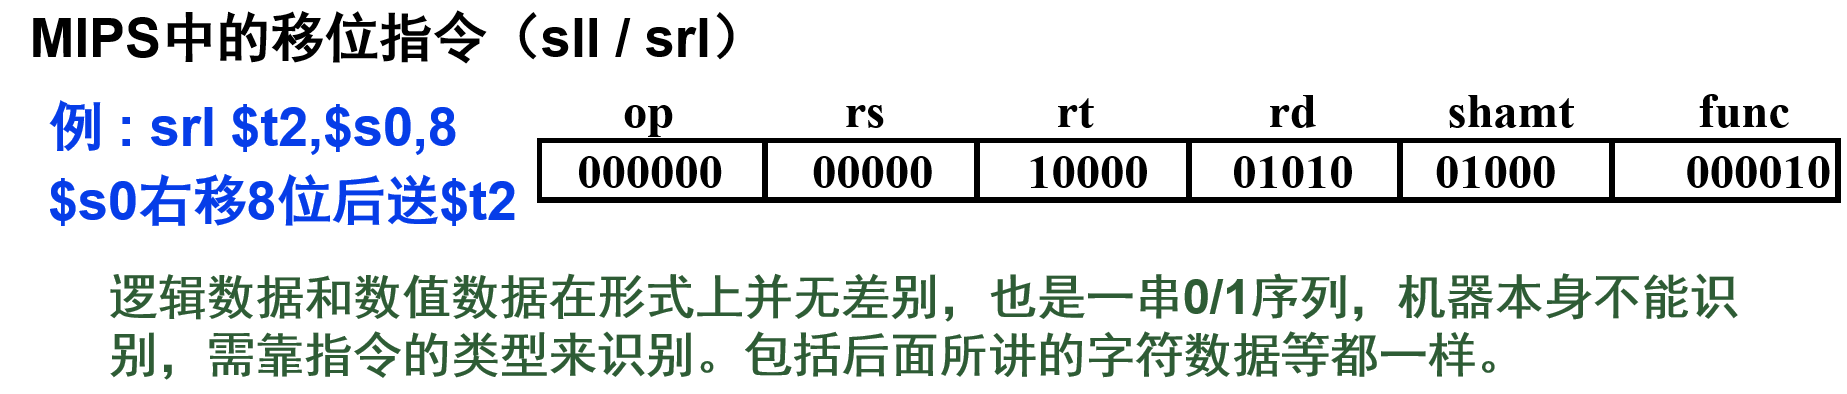 MIPS中的移位指令（sll / srl）
例：srl $t2,$s0,8
$s0右移8位后送$t2
op rs rt rd shamt func
000000 00000 10000 01010 01000 000010
逻辑数据和数值数据在形式上并无差别，也是一串0/1序列，机器本身不能识
别，需靠指令的类型来识别。包括后面所讲的字符数据等都一样。